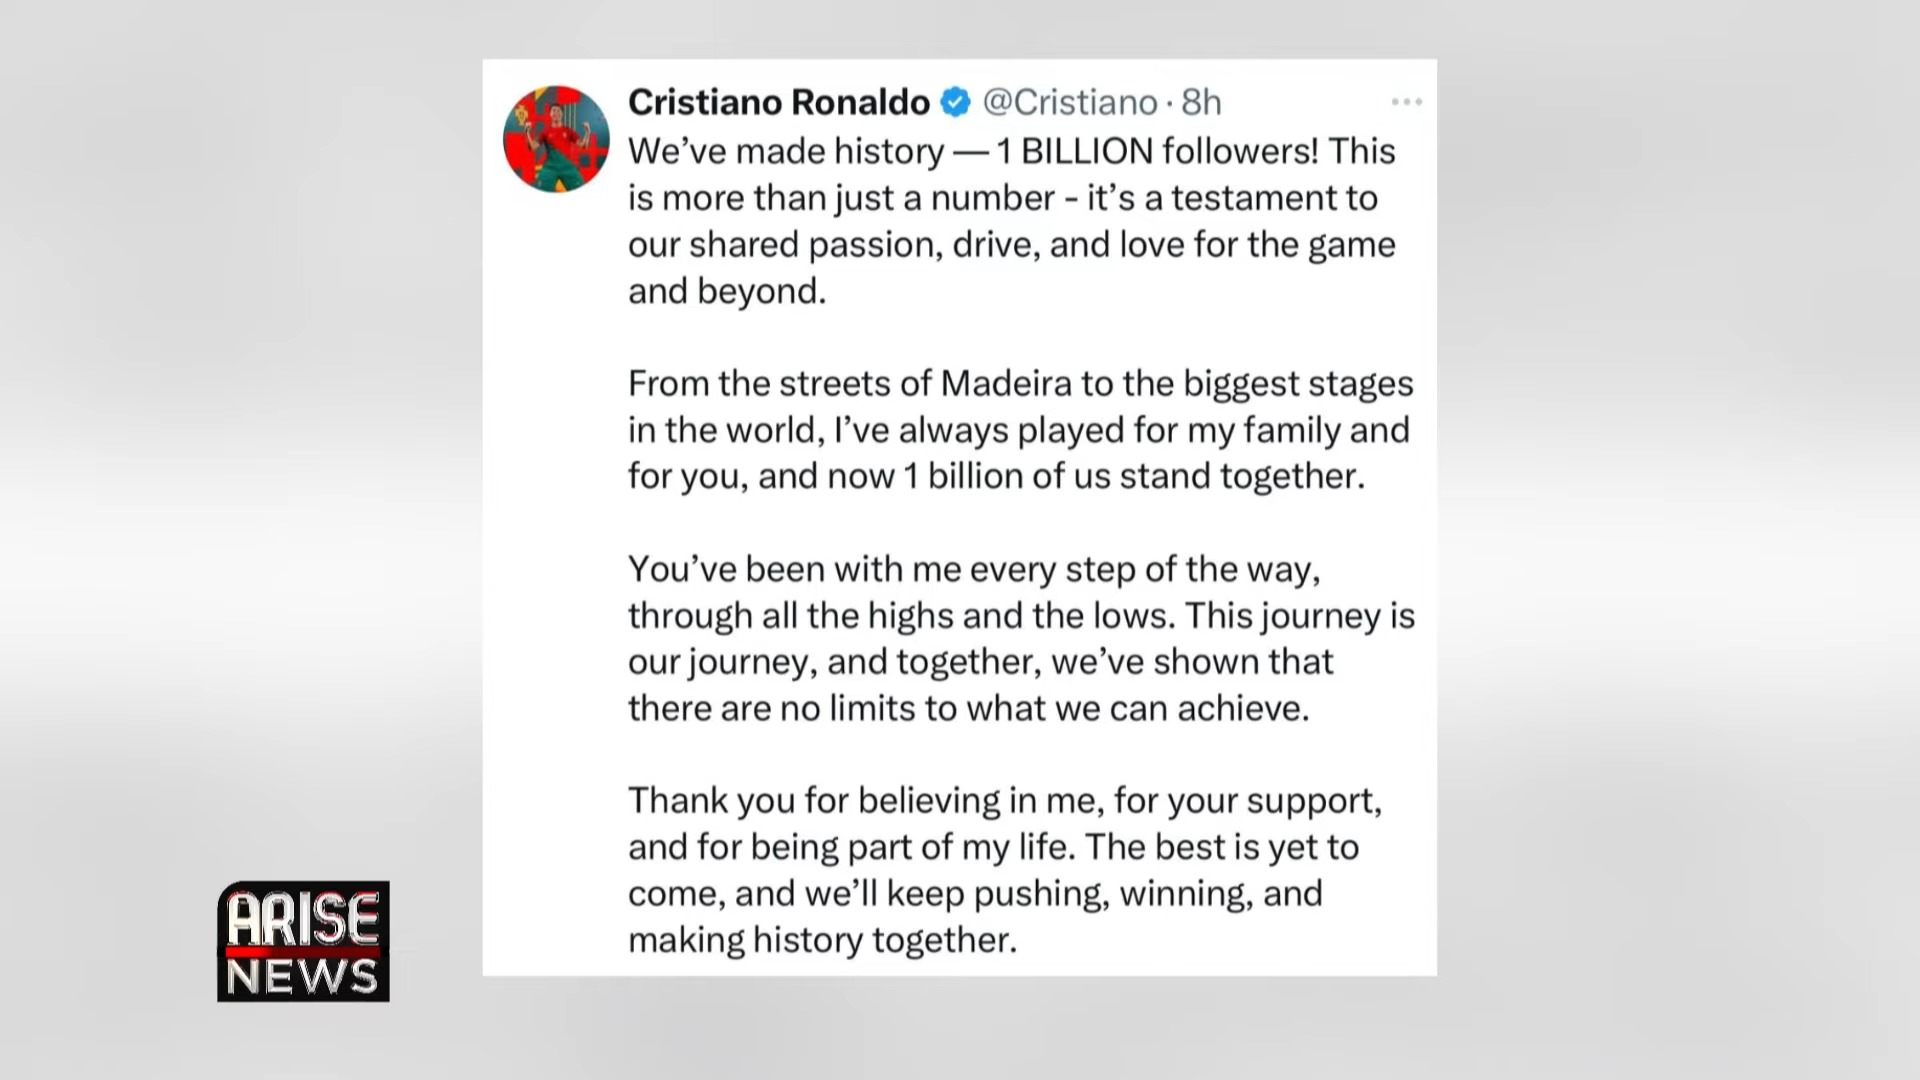 Cristiano Ronaldo @Cristiano · 8h
We’ve made history — 1 BILLION followers! This
is more than just a number - it’s a testament to
our shared passion, drive, and love for the game
and beyond.
From the streets of Madeira to the biggest stages
in the world, I’ve always played for my family and
for you, and now 1 billion of us stand together.
You’ve been with me every step of the way,
through all the highs and the lows. This journey is
our journey, and together, we’ve shown that
there are no limits to what we can achieve.
Thank you for believing in me, for your support,
and for being part of my life. The best is yet to
come, and we’ll keep pushing, winning, and
making history together.
ARISE
NEWS